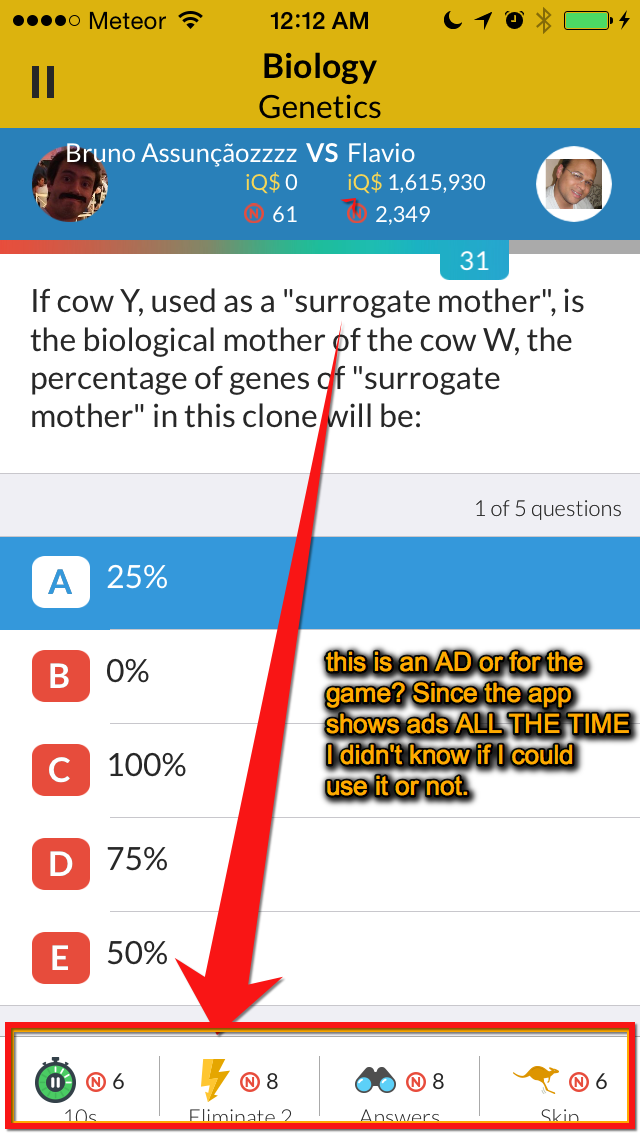 Meteor 12:12 AM
Biology
Genetics
Bruno Assunçãozzzz VS Flavio
iQ$ 0 iQ$ 1,615,930
N 61 N 2,349
31
If cow Y, used as a "surrogate mother", is
the biological mother of the cow W, the
percentage of genes of "surrogate
mother" in this clone will be:
1 of 5 questions
A 25%
B 0%
this is an AD or for the
game? Since the app
shows ads ALL THE TIME
I didn't know if I could
use it or not.
C 100%
D 75%
E 50%
N 6 N 8 N 8 N 6
10s Eliminate 2 Answers Skip